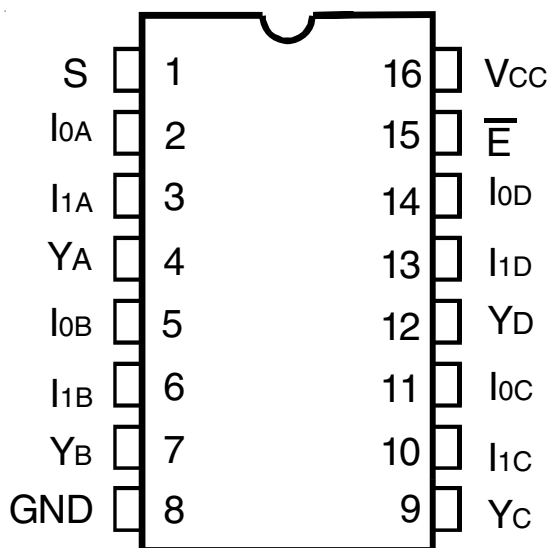 S 1 16 VCC
I0A 2 15 E̅
I1A 3 14 I0D
YA 4 13 I1D
I0B 5 12 YD
I1B 6 11 I0C
YB 7 10 I1C
GND 8 9 YC